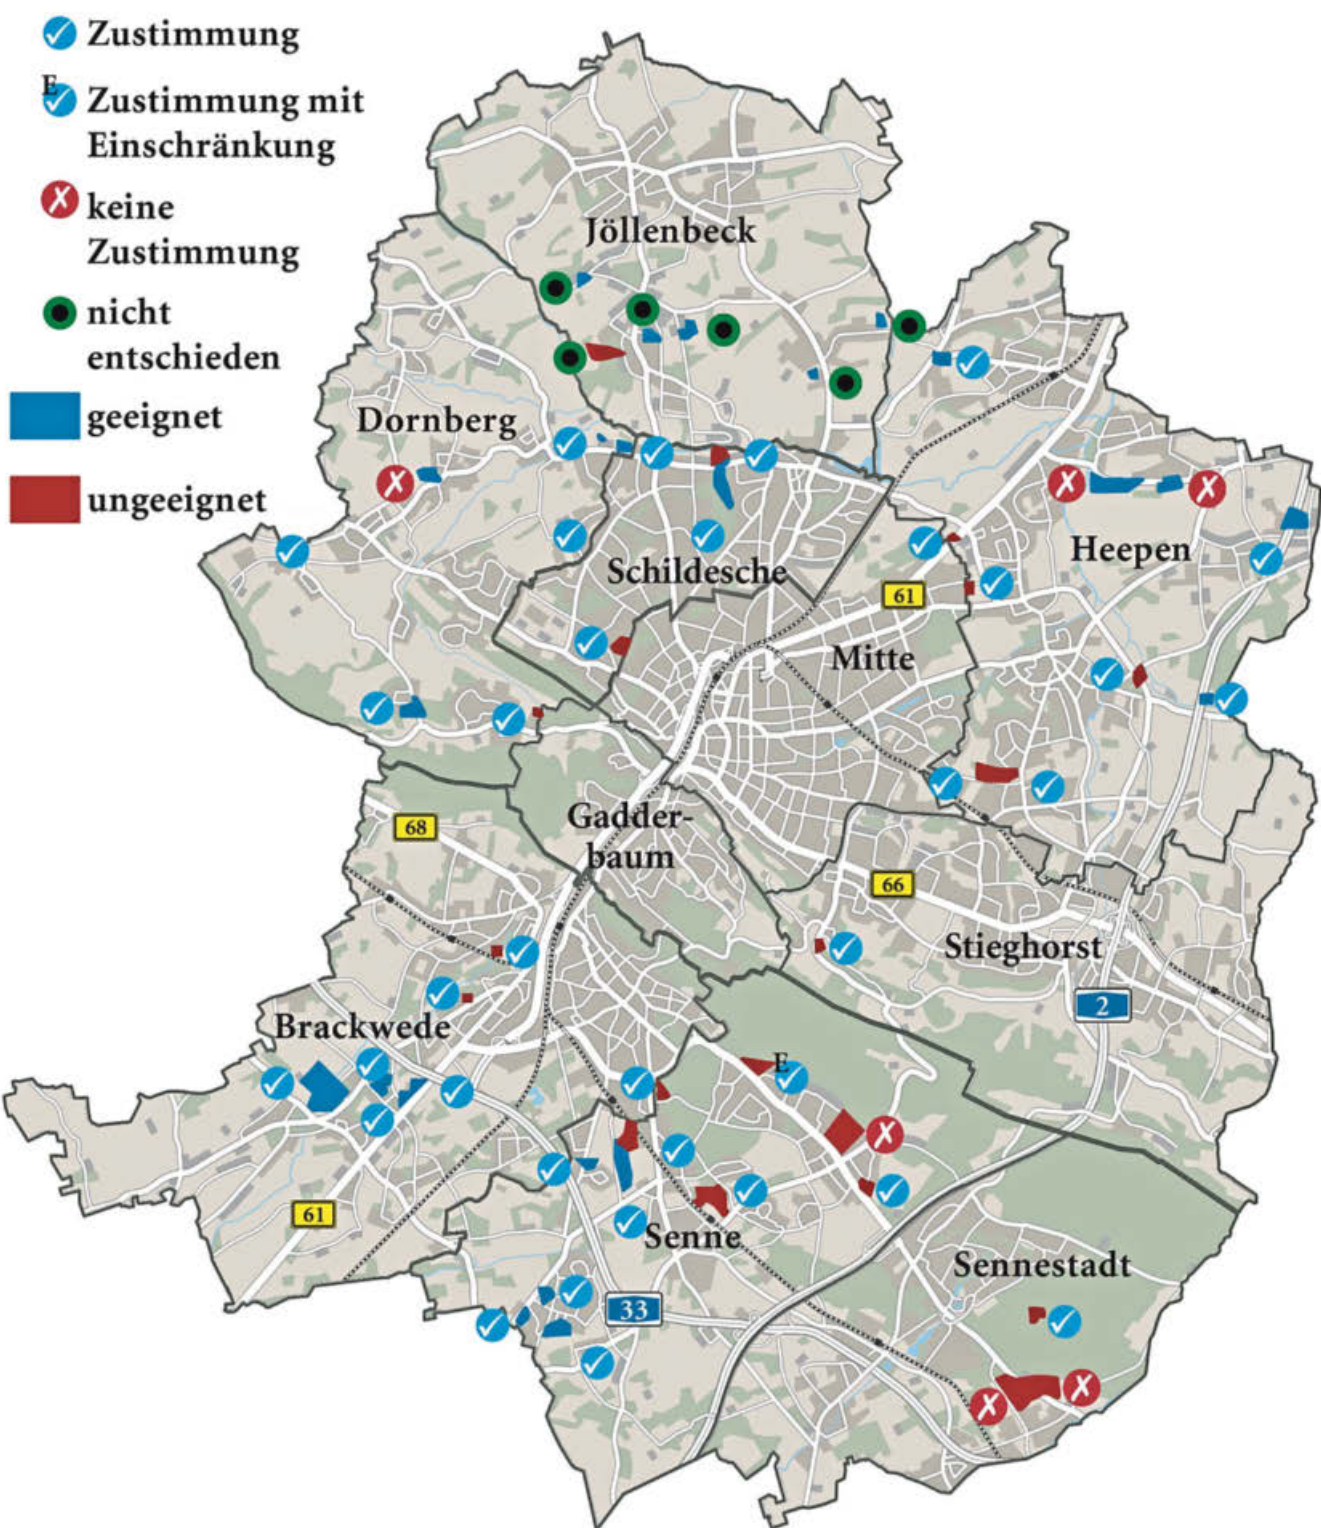 Zustimmung
E
Zustimmung mit
Einschränkung
keine
Zustimmung
nicht
entschieden
geeignet
ungeeignet
Jöllenbeck
Dornberg
Schildesche
Heepen
61
Mitte
Gadder-
baum
68
66
Stieghorst
2
Brackwede
E
61
Senne
Sennestadt
33